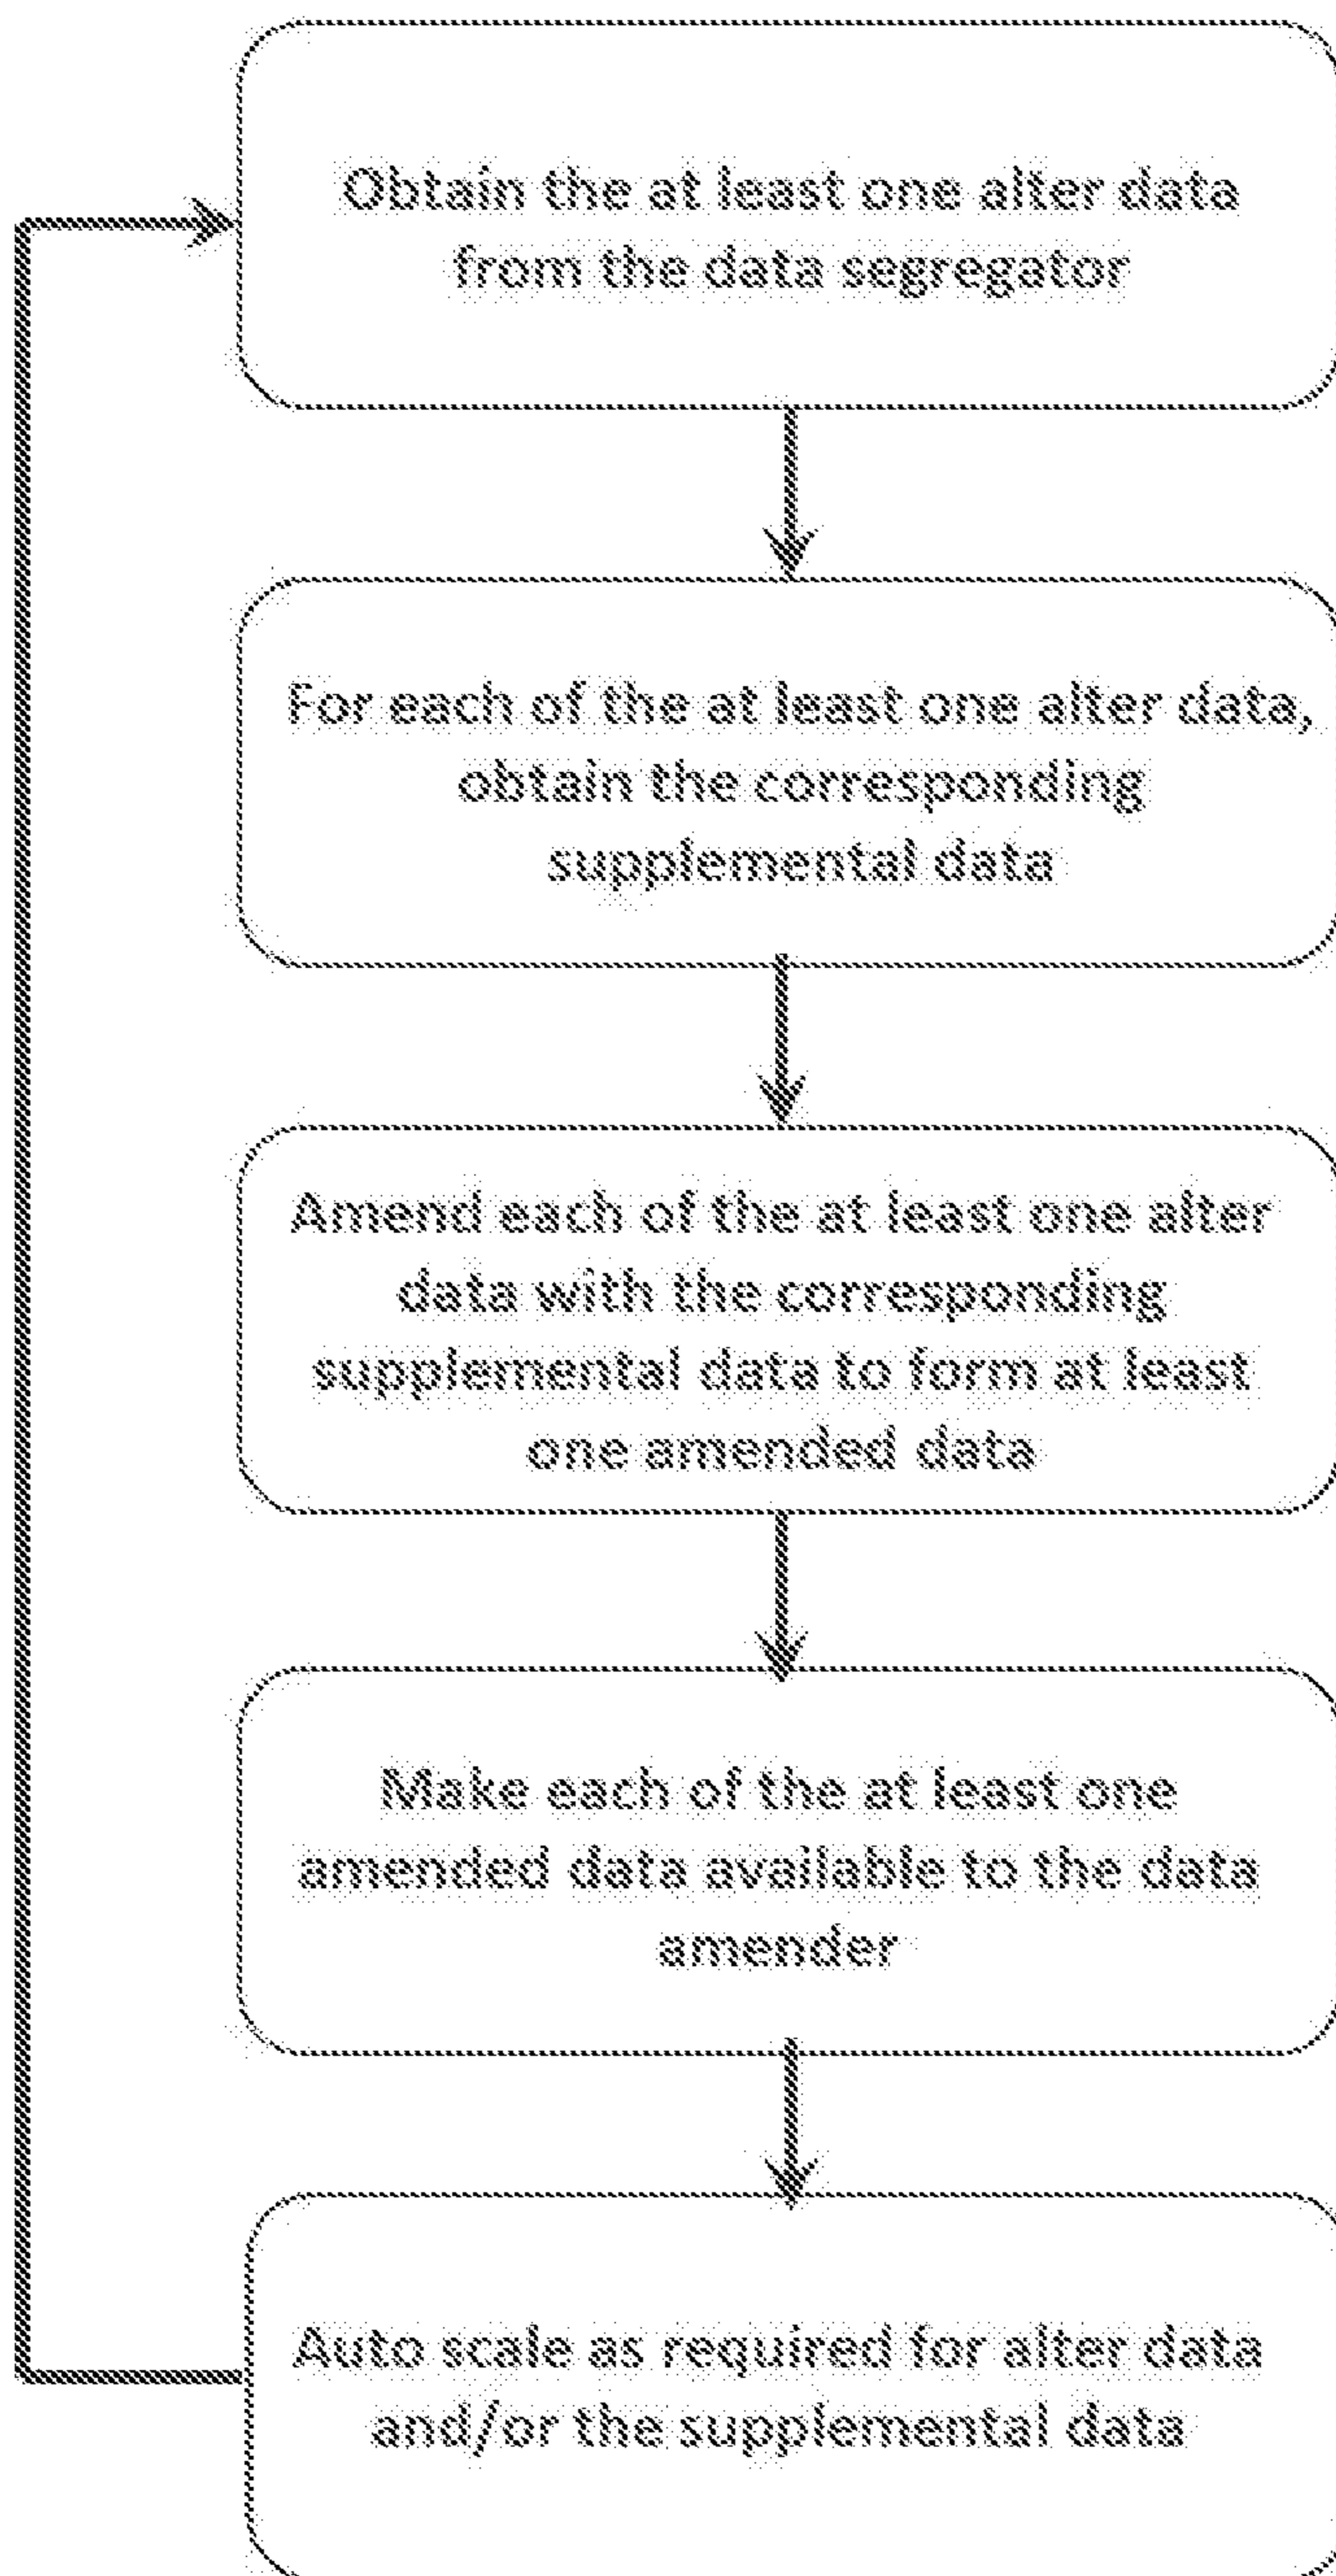 Obtain the at least one alter data
from the data segregator
For each of the at least one alter data,
obtain the corresponding
supplemental data
Amend each of the at least one alter
data with the corresponding
supplemental data to form at least
one amended data
Make each of the at least one
amended data available to the data
amender
Auto scale as required for alter data
and/or the supplemental data